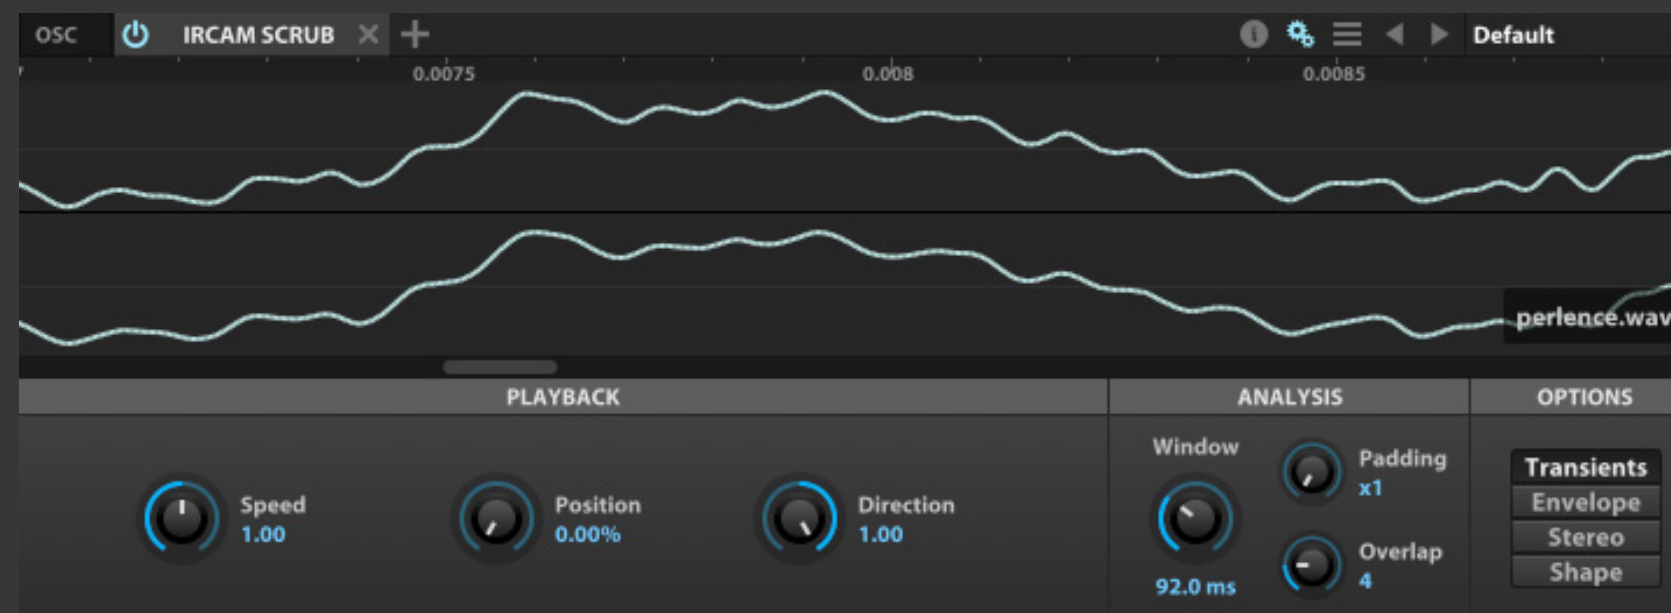 OSC IRCAM SCRUB Default
0.0075 0.008 0.0085
perlence.wav
PLAYBACK ANALYSIS OPTIONS
Window
Speed
1.00
Position
0.00%
Direction
1.00
92.0 ms
Padding
x1
Overlap
4
Transients
Envelope
Stereo
Shape